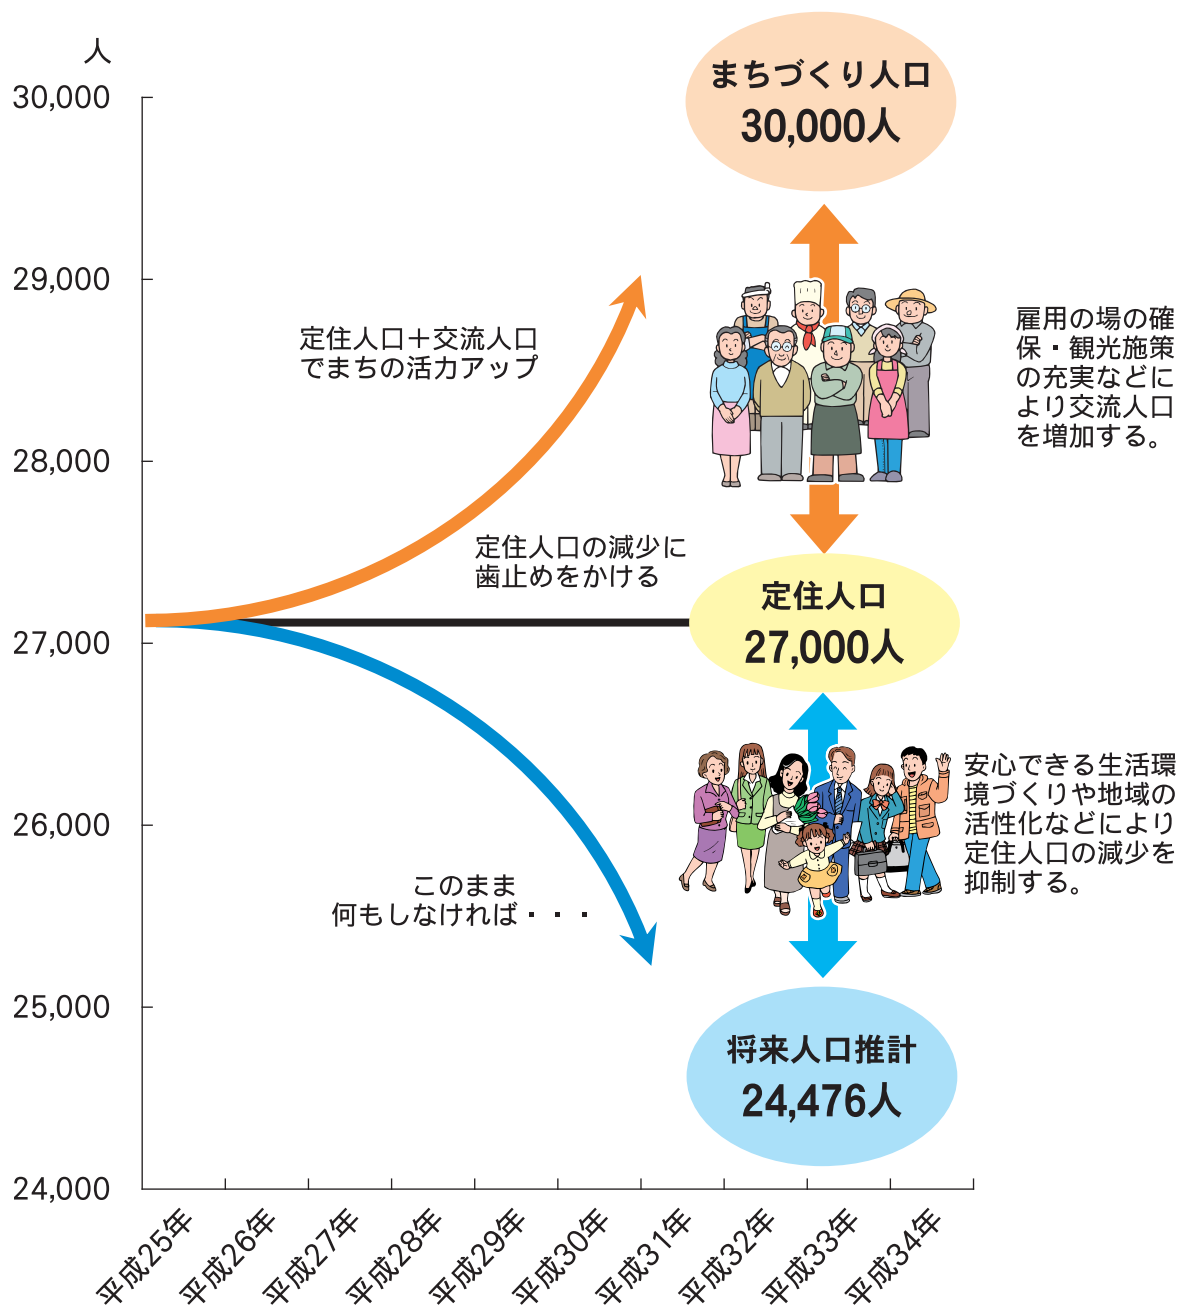 人
30,000
29,000
28,000
27,000
26,000
25,000
24,000
まちづくり人口
30,000人
定住人口＋交流人口
でまちの活力アップ
雇用の場の確
保・観光施策
の充実などに
より交流人口
を増加する。
定住人口の減少に
歯止めをかける
定住人口
27,000人
安心できる生活環
境づくりや地域の
活性化などにより
定住人口の減少を
抑制する。
このまま
何もしなければ・・・
将来人口推計
24,476人
平成25年
平成26年
平成27年
平成28年
平成29年
平成30年
平成31年
平成32年
平成33年
平成34年